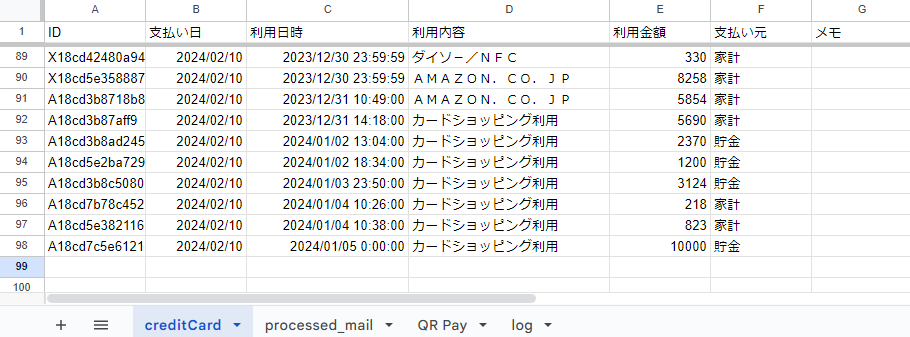 A B C D E F G
1 ID 支払い日 利用日時 利用内容 利用金額 支払い元 メモ
89 X18cd42480a94 2024/02/10 2023/12/30 23:59:59 ダイソー／ＮＦＣ 330 家計
90 X18cd5e358887 2024/02/10 2023/12/30 23:59:59 ＡＭＡＺＯＮ．ＣＯ．ＪＰ 8258 家計
91 A18cd3b8718b8 2024/02/10 2023/12/31 10:49:00 ＡＭＡＺＯＮ．ＣＯ．ＪＰ 5854 家計
92 A18cd3b87aff9 2024/02/10 2023/12/31 14:18:00 カードショッピング利用 5690 家計
93 A18cd3b8ad245 2024/02/10 2024/01/02 13:04:00 カードショッピング利用 2370 貯金
94 A18cd5e2ba729 2024/02/10 2024/01/02 18:34:00 カードショッピング利用 1200 貯金
95 A18cd3b8c5080 2024/02/10 2024/01/03 23:50:00 カードショッピング利用 3124 貯金
96 A18cd7b78c452 2024/02/10 2024/01/04 10:26:00 カードショッピング利用 218 家計
97 A18cd5e382116 2024/02/10 2024/01/04 10:38:00 カードショッピング利用 823 家計
98 A18cd7c5e6121 2024/02/10 2024/01/05 0:00:00 カードショッピング利用 10000 貯金
99
100
creditCard processed_mail QR Pay log